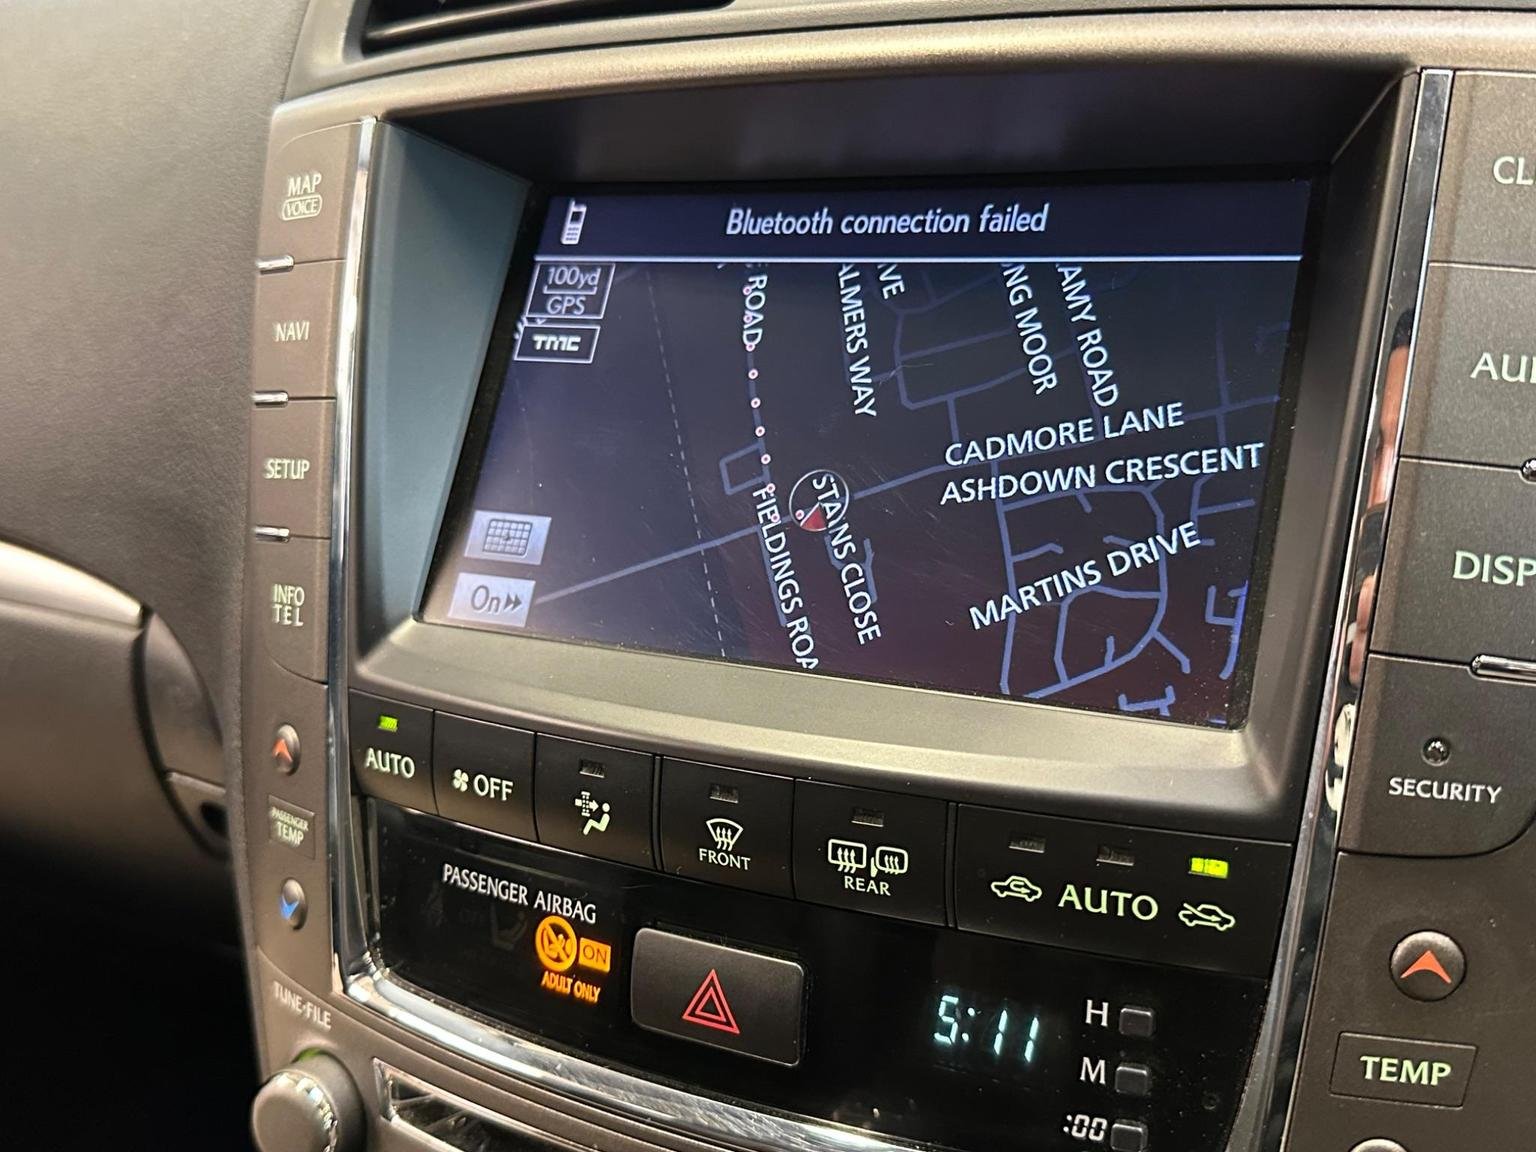 MAP
VOICE
NAVI
SETUP
INFO
TEL
PASSENGER
TEMP
TUNE•FILE
Bluetooth connection failed
100yd
GPS
TMC
ROAD
ALMERS WAY
VE
NG MOOR
AMY ROAD
CADMORE LANE
ASHDOWN CRESCENT
STAINS CLOSE
FIELDINGS ROA
MARTINS DRIVE
On
AUTO
OFF
FRONT
REAR
AUTO
PASSENGER AIRBAG
ON
ADULT ONLY
5:11
H
M
:00
CL
AU
DISP
SECURITY
TEMP